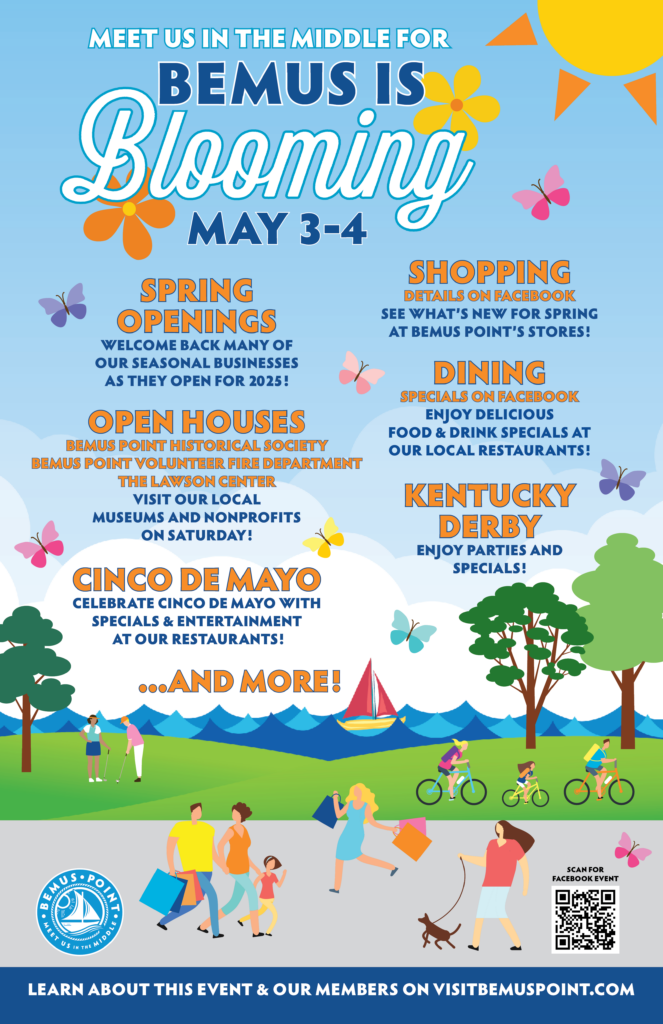 MEET US IN THE MIDDLE FOR
BEMUS IS
Blooming
MAY 3-4
SPRING
OPENINGS
WELCOME BACK MANY OF
OUR SEASONAL BUSINESSES
AS THEY OPEN FOR 2025!
OPEN HOUSES
BEMUS POINT HISTORICAL SOCIETY
BEMUS POINT VOLUNTEER FIRE DEPARTMENT
THE LAWSON CENTER
VISIT OUR LOCAL
MUSEUMS AND NONPROFITS
ON SATURDAY!
CINCO DE MAYO
CELEBRATE CINCO DE MAYO WITH
SPECIALS & ENTERTAINMENT
AT OUR RESTAURANTS!
SHOPPING
DETAILS ON FACEBOOK
SEE WHAT'S NEW FOR SPRING
AT BEMUS POINT'S STORES!
DINING
SPECIALS ON FACEBOOK
ENJOY DELICIOUS
FOOD & DRINK SPECIALS AT
OUR LOCAL RESTAURANTS!
KENTUCKY
DERBY
ENJOY PARTIES AND
SPECIALS!
...AND MORE!
BEMUS • POINT
MEET US IN THE MIDDLE
SCAN FOR
FACEBOOK EVENT
LEARN ABOUT THIS EVENT & OUR MEMBERS ON VISITBEMUSPOINT.COM